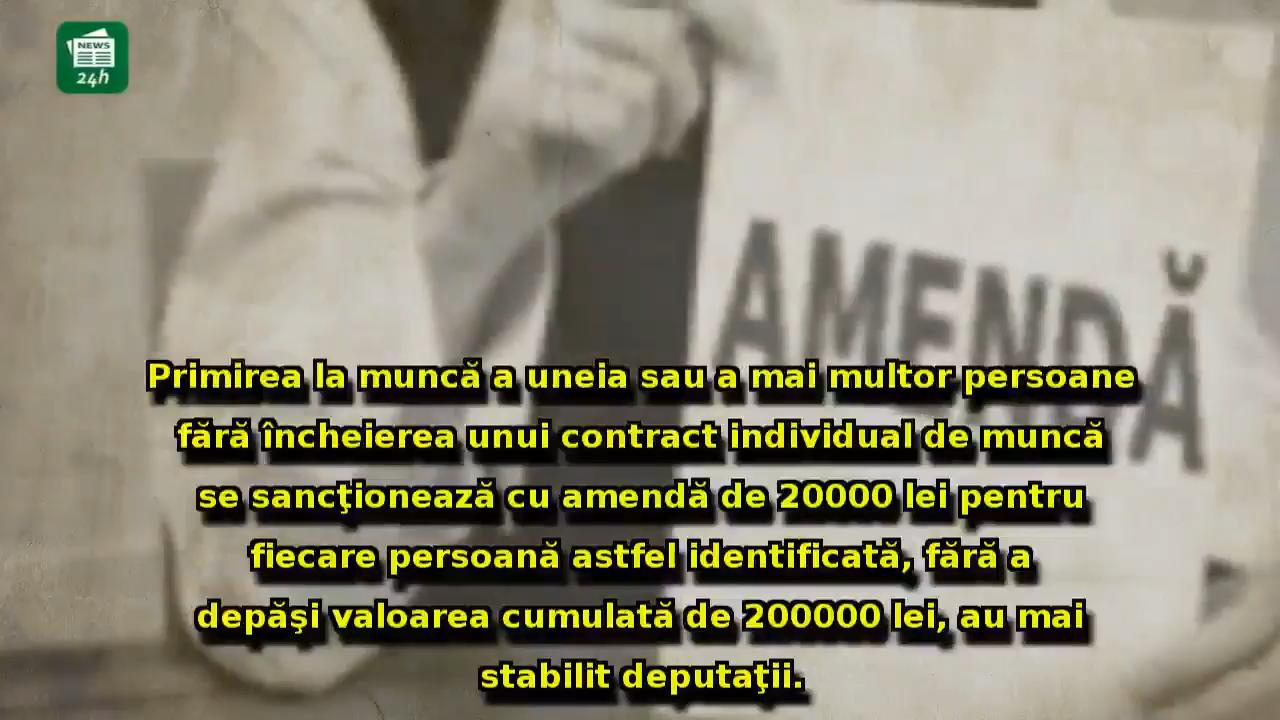 NEWS
24h
AMENDĂ
Primirea la muncă a uneia sau a mai multor persoane
fără încheierea unui contract individual de muncă
se sancţionează cu amendă de 20000 lei pentru
fiecare persoană astfel identificată, fără a
depăşi valoarea cumulată de 200000 lei, au mai
stabilit deputaţii.